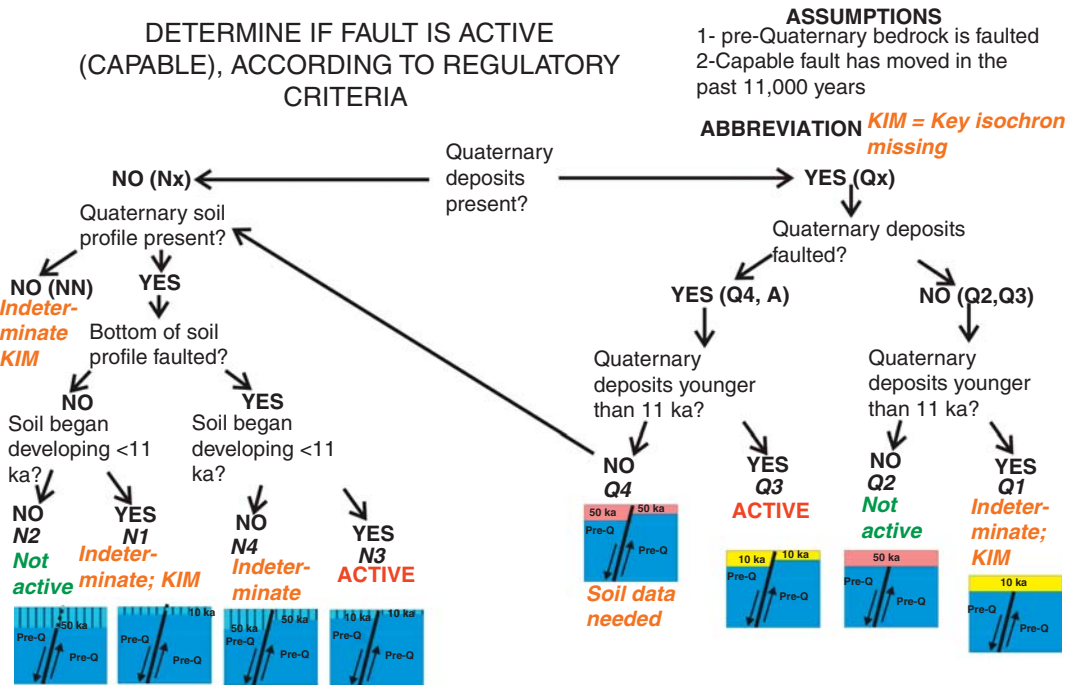 DETERMINE IF FAULT IS ACTIVE
(CAPABLE), ACCORDING TO REGULATORY
CRITERIA
ASSUMPTIONS
1- pre-Quaternary bedrock is faulted
2-Capable fault has moved in the
past 11,000 years
ABBREVIATION
KIM = Key isochron
missing
Quaternary
deposits
present?
NO (Nx)
YES (Qx)
Quaternary soil
profile present?
NO (NN)
Indeter-
minate
KIM
YES
Bottom of soil
profile faulted?
NO
Soil began
developing <11
ka?
YES
Soil began
developing <11
ka?
NO
N2
Not
active
YES
N1
Indeter-
minate; KIM
NO
N4
Indeter-
minate
YES
N3
ACTIVE
50 ka
Pre-Q
Pre-Q
10 ka
Pre-Q
Pre-Q
50 ka
50 ka
Pre-Q
Pre-Q
10 ka
10 ka
Pre-Q
Pre-Q
Quaternary deposits
faulted?
YES (Q4, A)
NO (Q2,Q3)
Quaternary
deposits younger
than 11 ka?
Quaternary
deposits younger
than 11 ka?
NO
Q4
50 ka
50 ka
Pre-Q
Pre-Q
Soil data
needed
YES
Q3
ACTIVE
10 ka
10 ka
Pre-Q
Pre-Q
NO
Q2
Not
active
50 ka
Pre-Q
Pre-Q
YES
Q1
Indeter-
minate;
KIM
10 ka
Pre-Q
Pre-Q